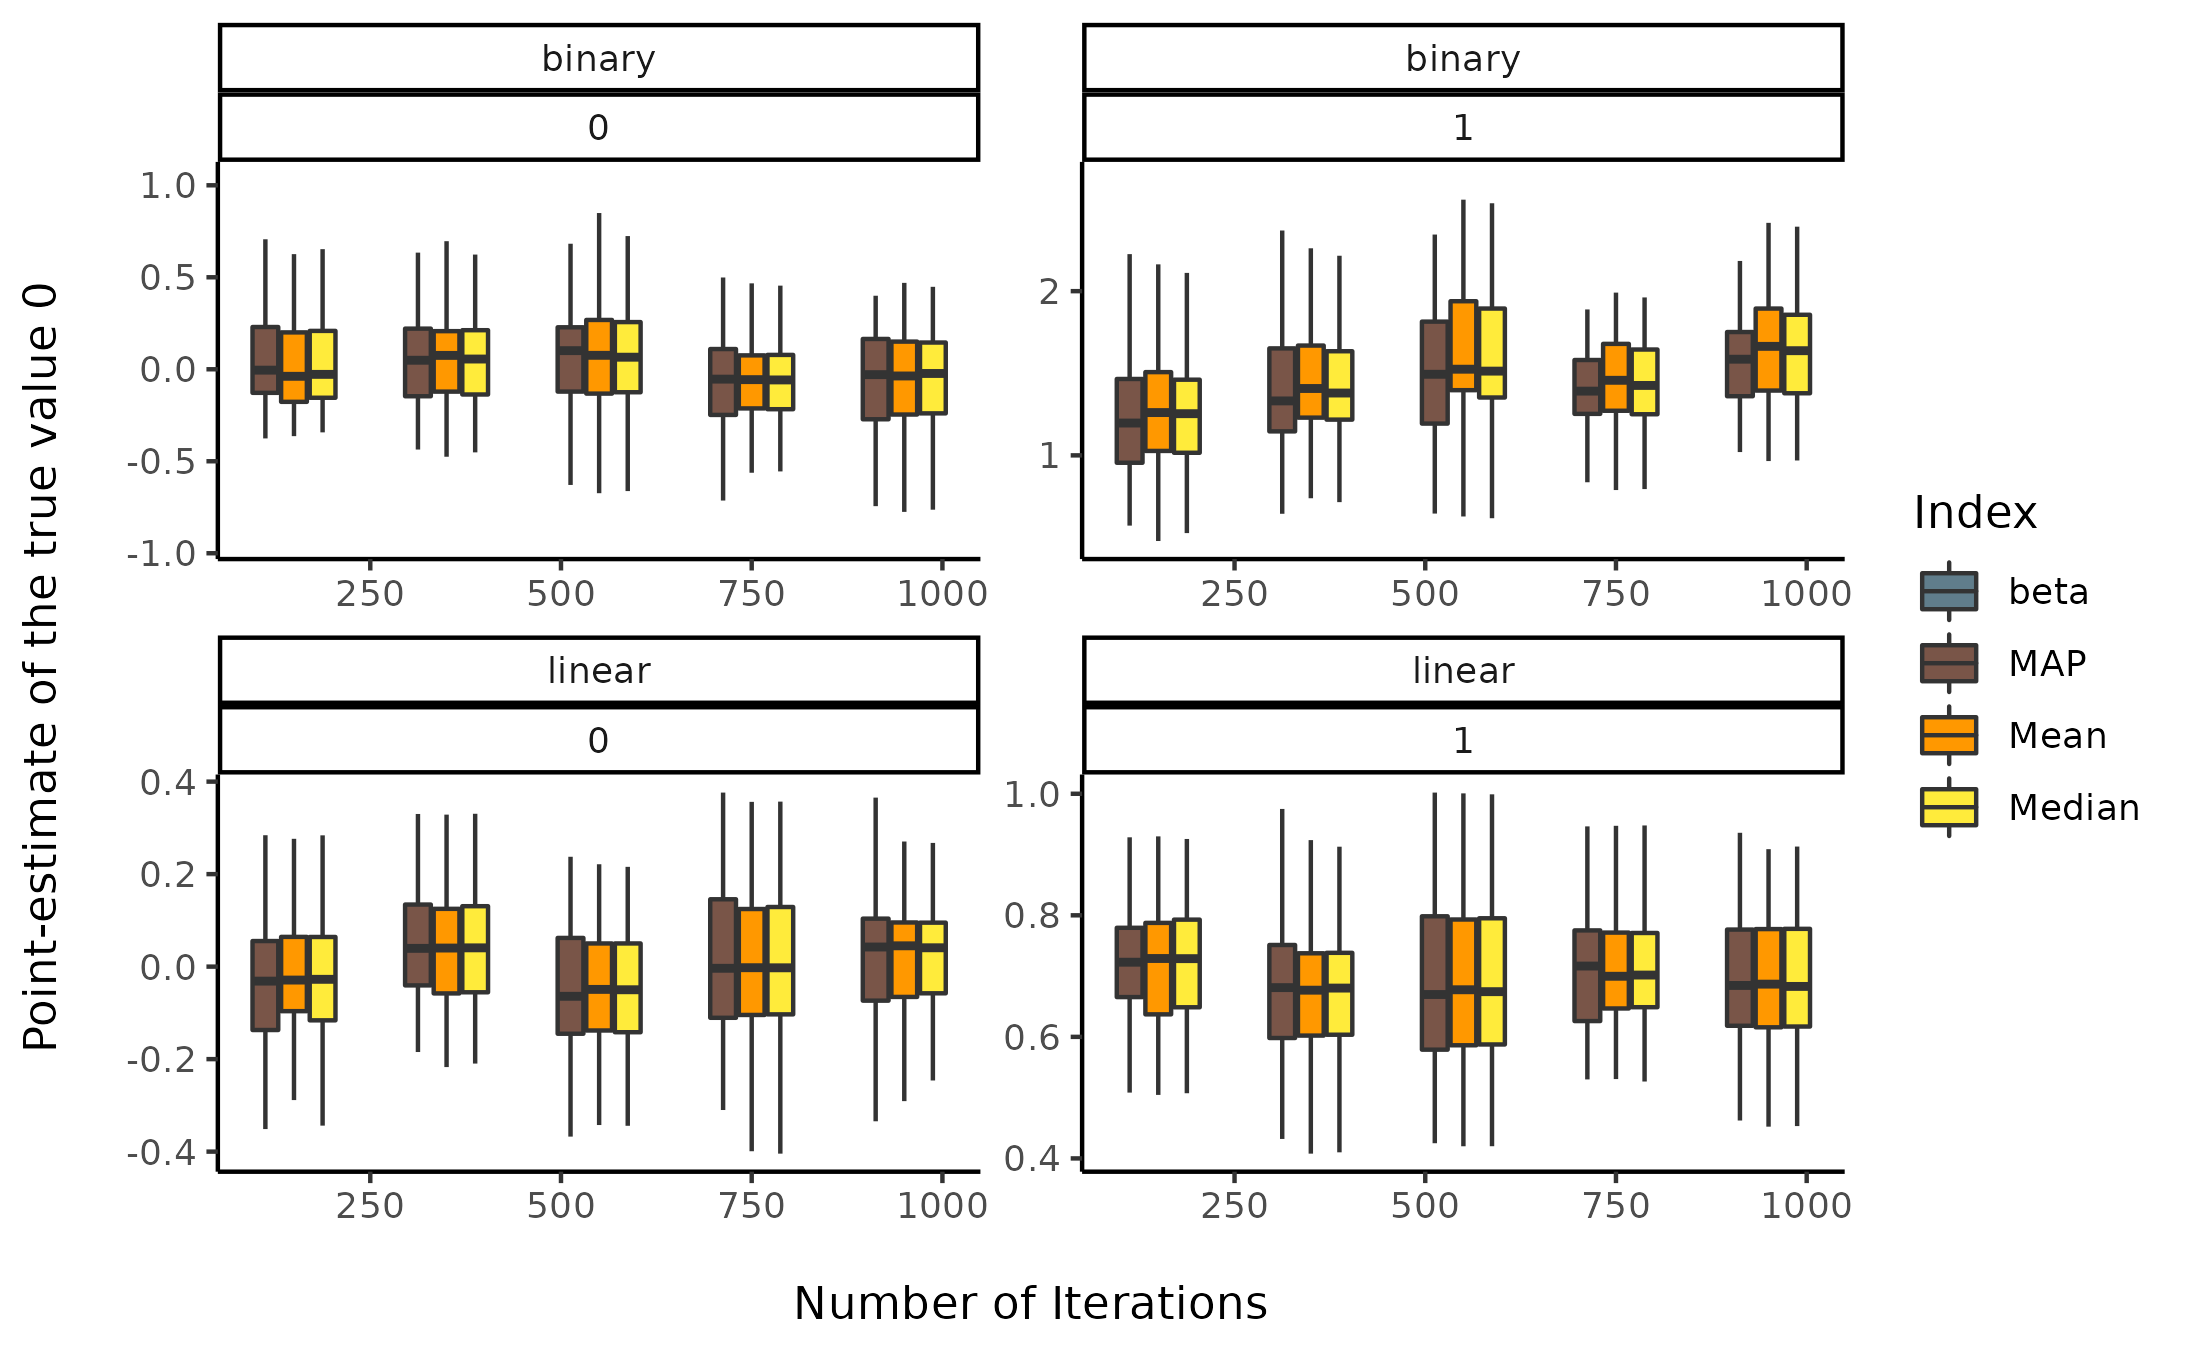 binary
binary
0
1
Point-estimate of the true value 0
1.0
0.5
0.0
-0.5
-1.0
2
1
250 500 750 1000
250 500 750 1000
linear
linear
0
1
0.4
0.2
0.0
-0.2
-0.4
1.0
0.8
0.6
0.4
250 500 750 1000
250 500 750 1000
Number of Iterations
Index
beta
MAP
Mean
Median